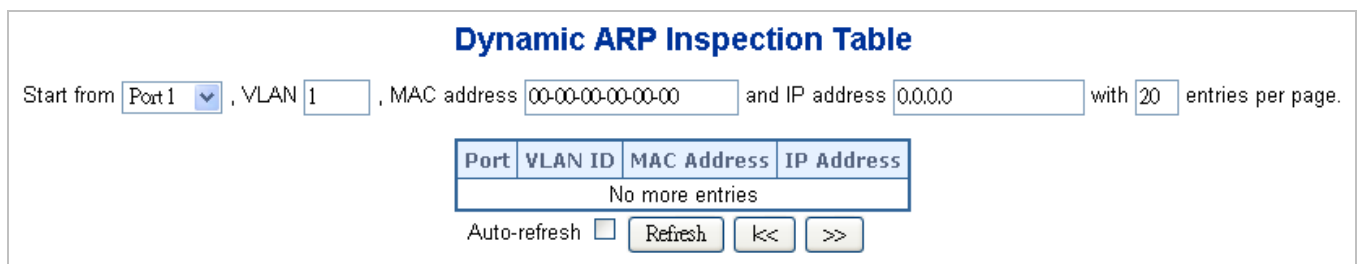 Dynamic ARP Inspection Table
Start from Port 1 , VLAN 1 , MAC address 00-00-00-00-00-00 and IP address 0.0.0.0 with 20 entries per page.
Port VLAN ID MAC Address IP Address
No more entries
Auto-refresh Refresh |<< >>